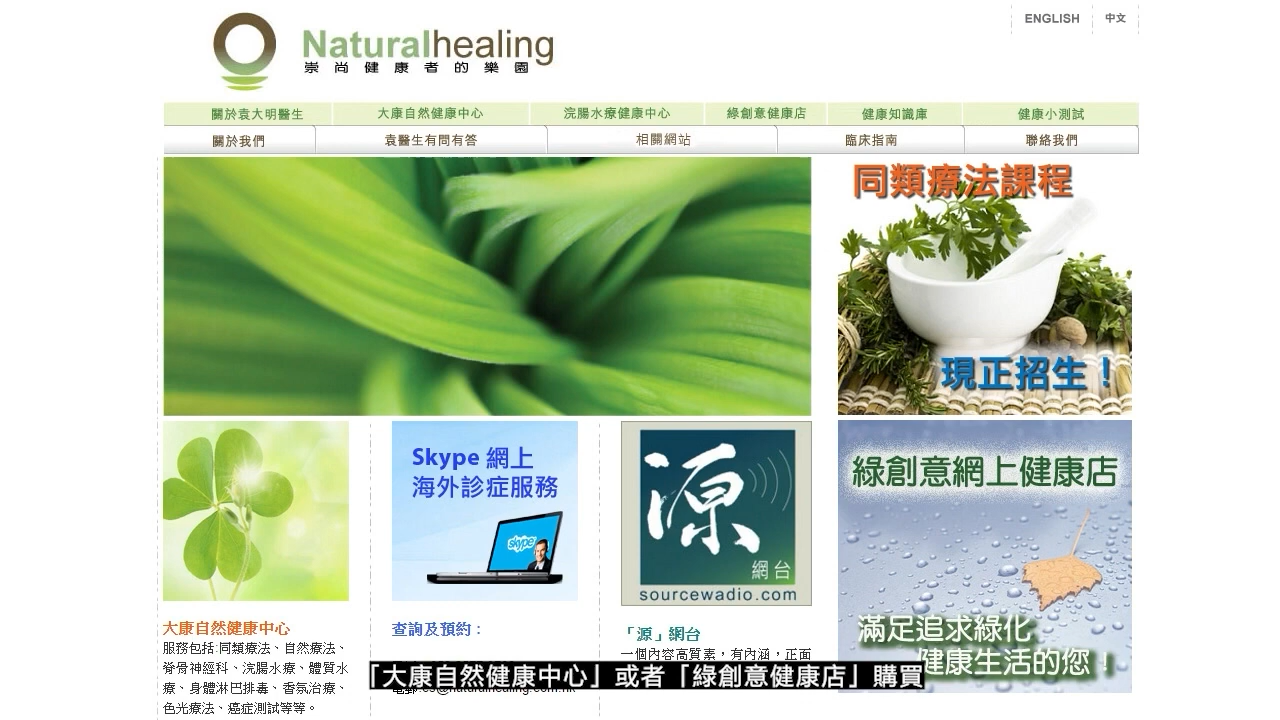 ENGLISH
中文
Naturalhealing
崇尚健康者的樂園
關於袁大明醫生
大康自然健康中心
浣腸水療健康中心
綠創意健康店
健康知識庫
健康小測試
關於我們
袁醫生有問有答
相關網站
臨床指南
聯絡我們
同類療法課程
現正招生！
Skype 網上
海外診症服務
skype
源
網台
sourcewadio.com
綠創意網上健康店
滿足追求綠化
健康生活的您！
大康自然健康中心
服務包括:同類療法、自然療法、
脊骨神經科、浣腸水療、體質水
療、身體淋巴排毒、香氛治療、
色光療法、癌症測試等等。
查詢及預約：
「源」網台
一個內容高質素，有內涵，正面
「大康自然健康中心」或者「綠創意健康店」購買